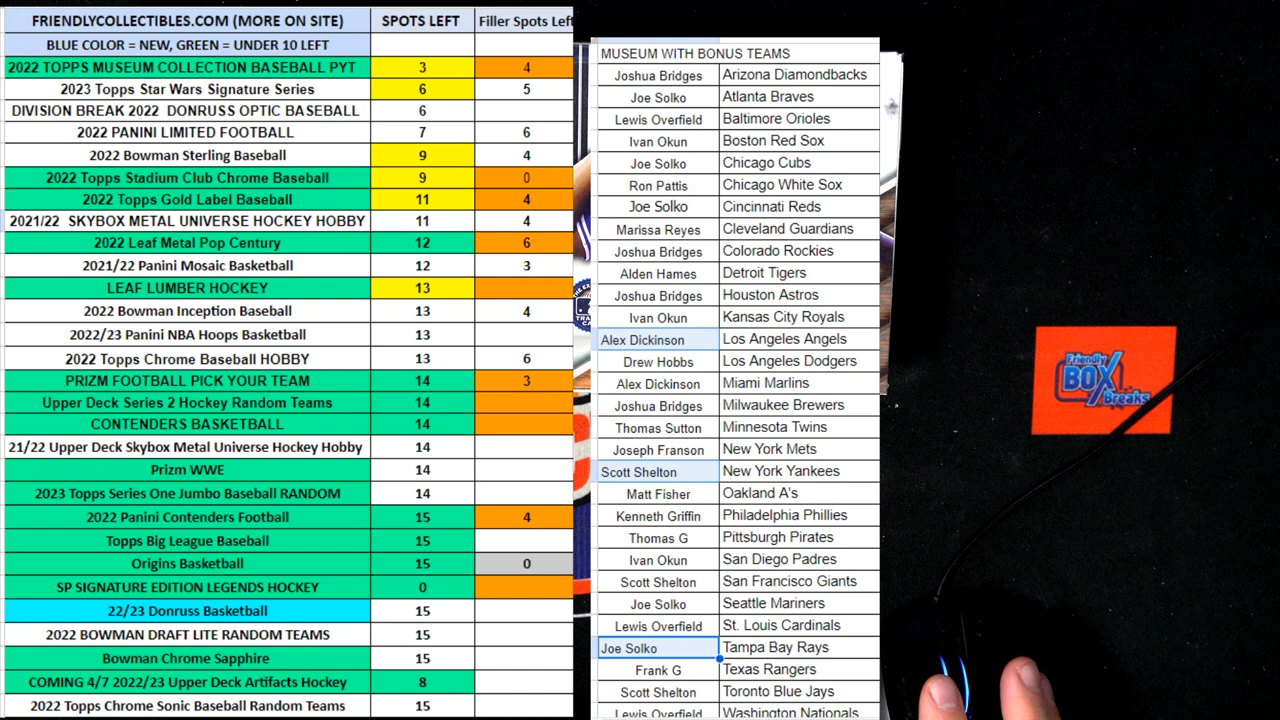 FRIENDLYCOLLECTIBLES.COM (MORE ON SITE) SPOTS LEFT Filler Spots Left
BLUE COLOR = NEW, GREEN = UNDER 10 LEFT
2022 TOPPS MUSEUM COLLECTION BASEBALL PYT 3 4
2023 Topps Star Wars Signature Series 6 5
DIVISION BREAK 2022 DONRUSS OPTIC BASEBALL 6
2022 PANINI LIMITED FOOTBALL 7 6
2022 Bowman Sterling Baseball 9 4
2022 Topps Stadium Club Chrome Baseball 9 0
2022 Topps Gold Label Baseball 11 4
2021/22 SKYBOX METAL UNIVERSE HOCKEY HOBBY 11 4
2022 Leaf Metal Pop Century 12 6
2021/22 Panini Mosaic Basketball 12 3
LEAF LUMBER HOCKEY 13
2022 Bowman Inception Baseball 13 4
2022/23 Panini NBA Hoops Basketball 13
2022 Topps Chrome Baseball HOBBY 13 6
PRIZM FOOTBALL PICK YOUR TEAM 14 3
Upper Deck Series 2 Hockey Random Teams 14
CONTENDERS BASKETBALL 14
21/22 Upper Deck Skybox Metal Universe Hockey Hobby 14
Prizm WWE 14
2023 Topps Series One Jumbo Baseball RANDOM 14
2022 Panini Contenders Football 15 4
Topps Big League Baseball 15
Origins Basketball 15 0
SP SIGNATURE EDITION LEGENDS HOCKEY 0
22/23 Donruss Basketball 15
2022 BOWMAN DRAFT LITE RANDOM TEAMS 15
Bowman Chrome Sapphire 15
COMING 4/7 2022/23 Upper Deck Artifacts Hockey 8
2022 Topps Chrome Sonic Baseball Random Teams 15
MUSEUM WITH BONUS TEAMS
Joshua Bridges Arizona Diamondbacks
Joe Solko Atlanta Braves
Lewis Overfield Baltimore Orioles
Ivan Okun Boston Red Sox
Joe Solko Chicago Cubs
Ron Pattis Chicago White Sox
Joe Solko Cincinnati Reds
Marissa Reyes Cleveland Guardians
Joshua Bridges Colorado Rockies
Alden Hames Detroit Tigers
Joshua Bridges Houston Astros
Ivan Okun Kansas City Royals
Alex Dickinson Los Angeles Angels
Drew Hobbs Los Angeles Dodgers
Alex Dickinson Miami Marlins
Joshua Bridges Milwaukee Brewers
Thomas Sutton Minnesota Twins
Joseph Franson New York Mets
Scott Shelton New York Yankees
Matt Fisher Oakland A's
Kenneth Griffin Philadelphia Phillies
Thomas G Pittsburgh Pirates
Ivan Okun San Diego Padres
Scott Shelton San Francisco Giants
Joe Solko Seattle Mariners
Lewis Overfield St. Louis Cardinals
Joe Solko Tampa Bay Rays
Frank G Texas Rangers
Scott Shelton Toronto Blue Jays
Lewis Overfield Washington Nationals
Friendly
BOX
Breaks